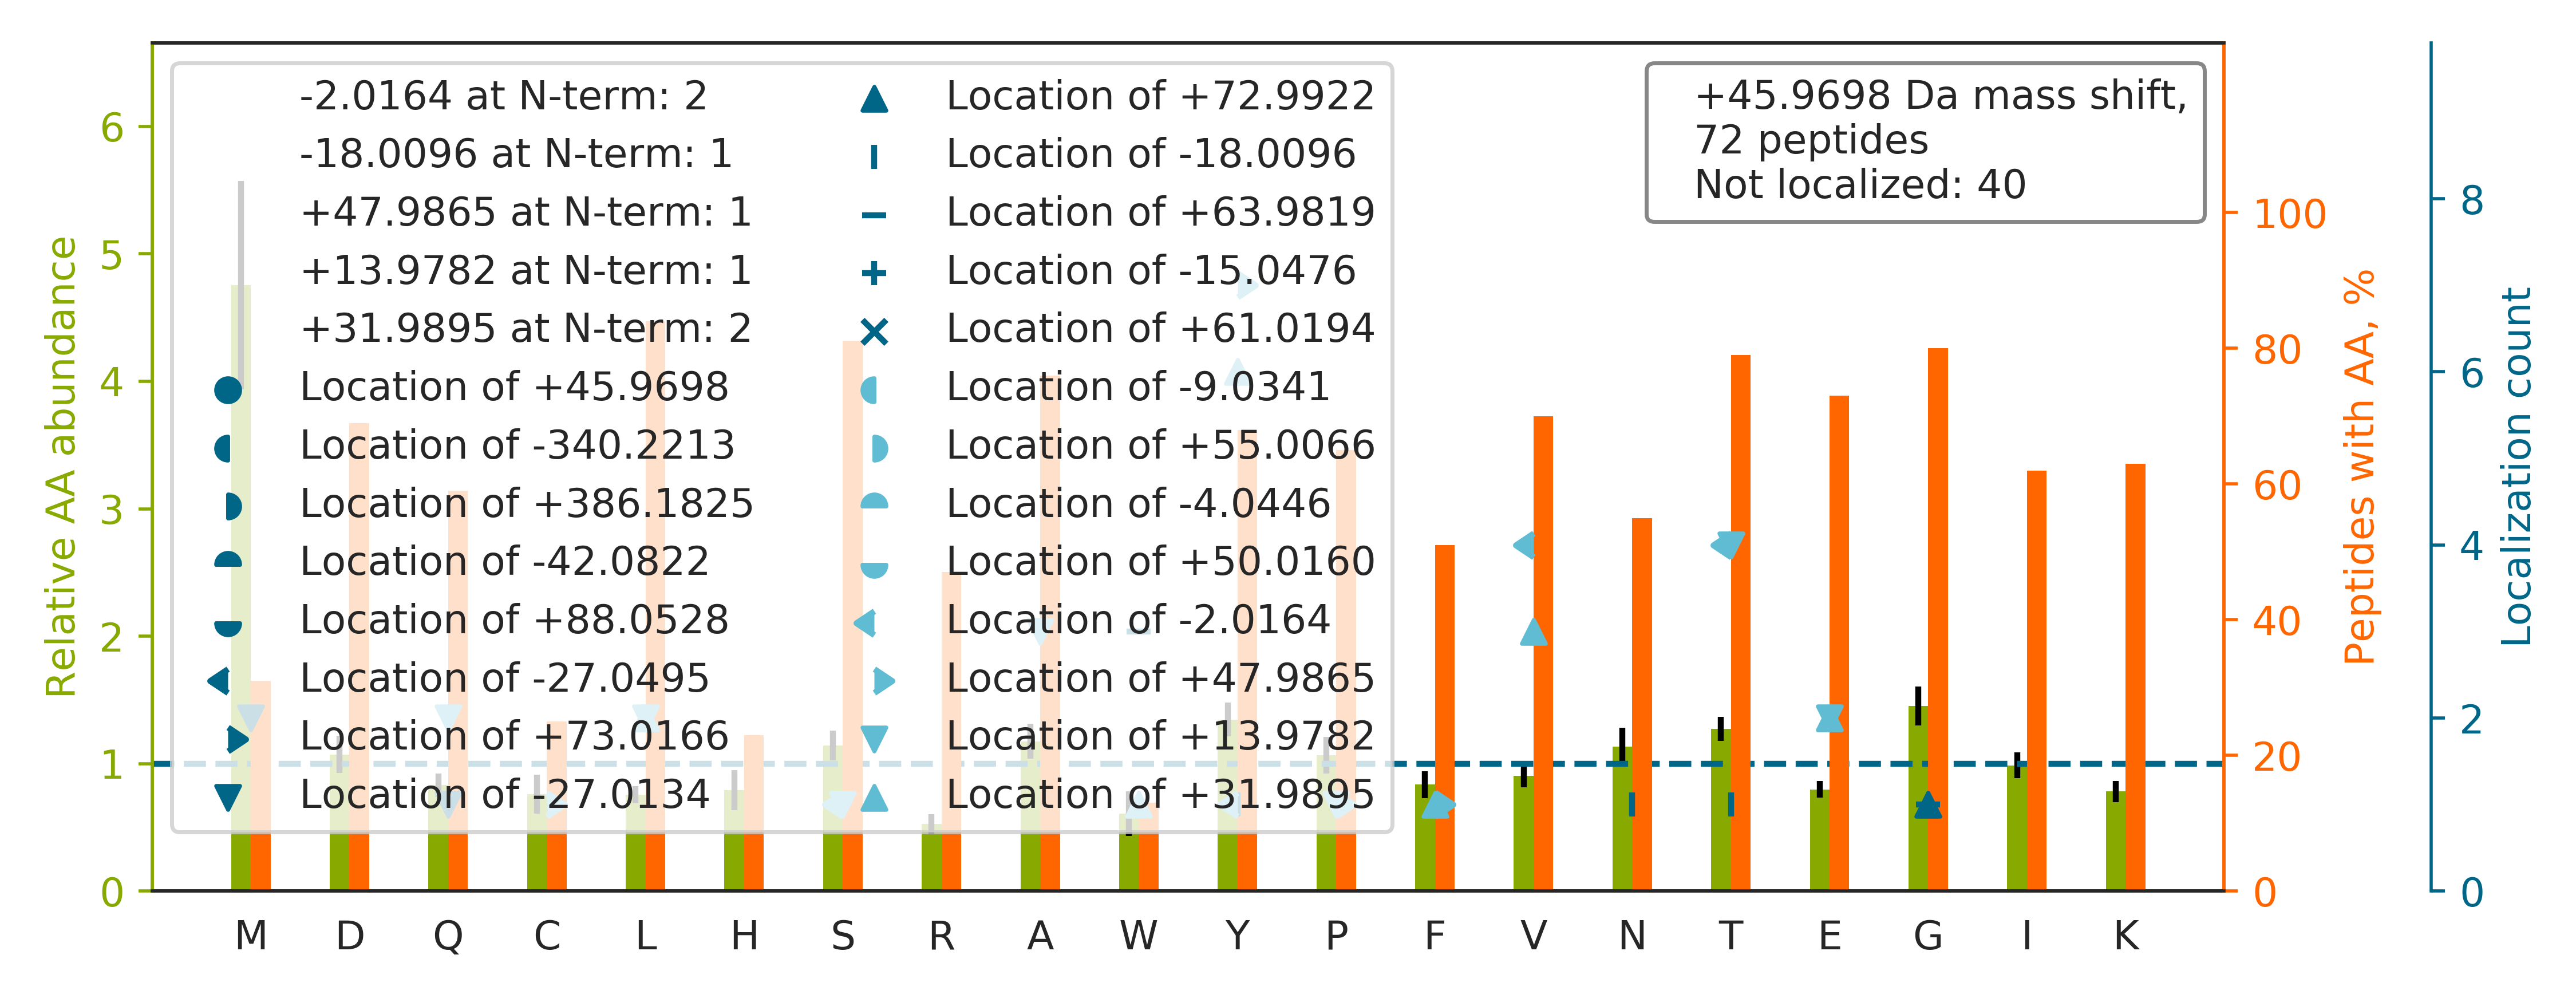 -2.0164 at N-term: 2
-18.0096 at N-term: 1
+47.9865 at N-term: 1
+13.9782 at N-term: 1
+31.9895 at N-term: 2
Location of +45.9698
Location of -340.2213
Location of +386.1825
Location of -42.0822
Location of +88.0528
Location of -27.0495
Location of +73.0166
Location of -27.0134
Location of +72.9922
Location of -18.0096
Location of +63.9819
Location of -15.0476
Location of +61.0194
Location of -9.0341
Location of +55.0066
Location of -4.0446
Location of +50.0160
Location of -2.0164
Location of +47.9865
Location of +13.9782
Location of +31.9895
+45.9698 Da mass shift,
72 peptides
Not localized: 40
Relative AA abundance
6
5
4
3
2
1
0
M D Q C L H S R A W Y P F V N T E G I K
100
80
60
40
20
0
Peptides with AA, %
8
6
4
2
0
Localization count